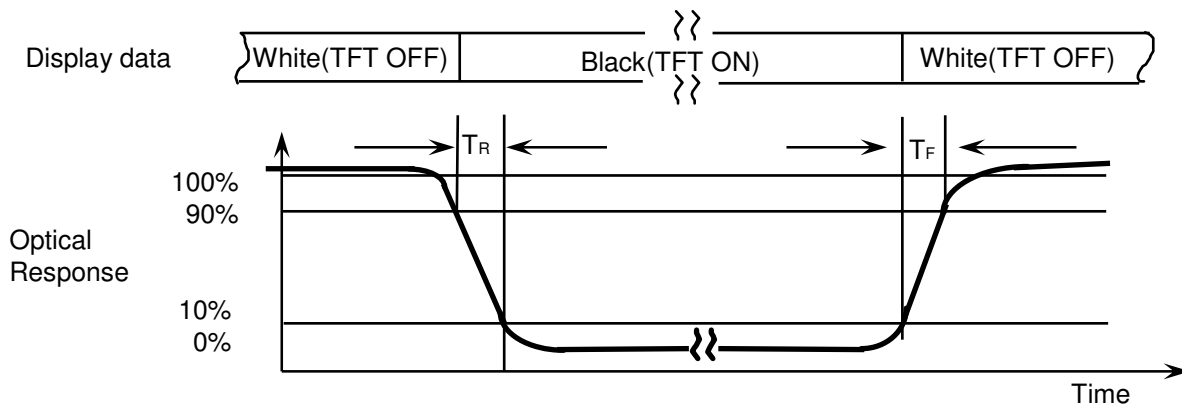 Display data
White(TFT OFF)
Black(TFT ON)
White(TFT OFF)
TR
TF
100%
90%
Optical
Response
10%
0%
Time